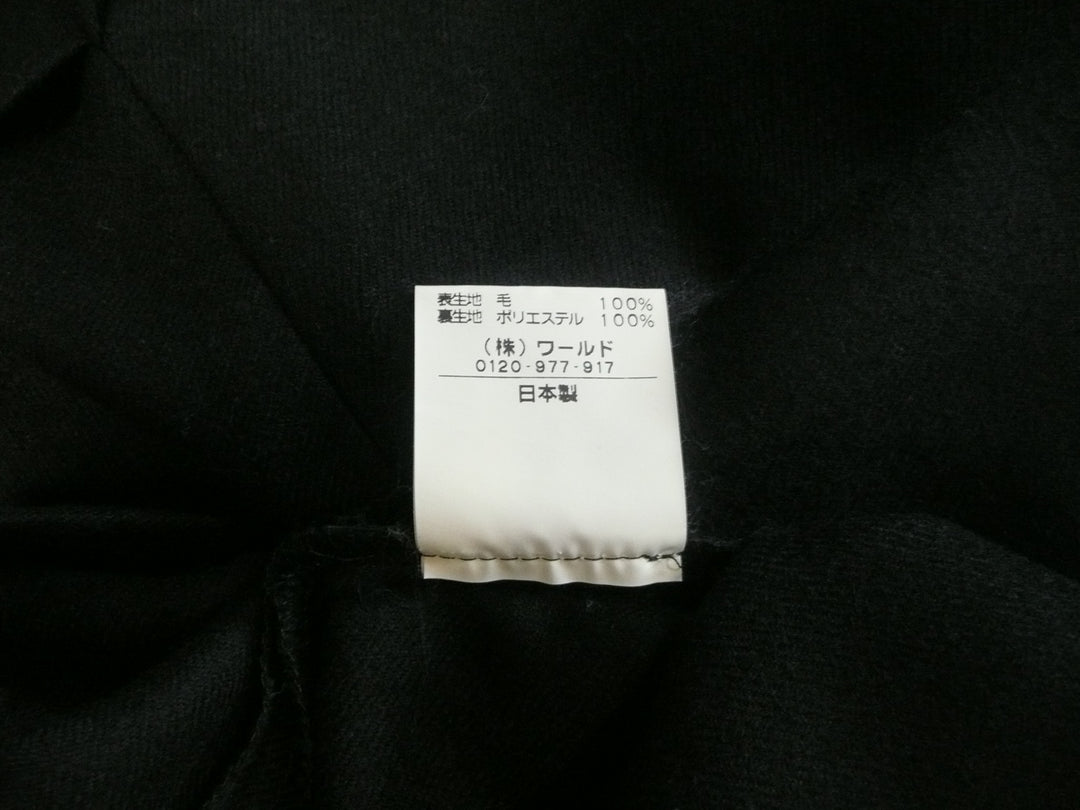 表生地 毛 100%
裏生地 ポリエステル 100%
(株) ワールド
0120-977-917
日本製